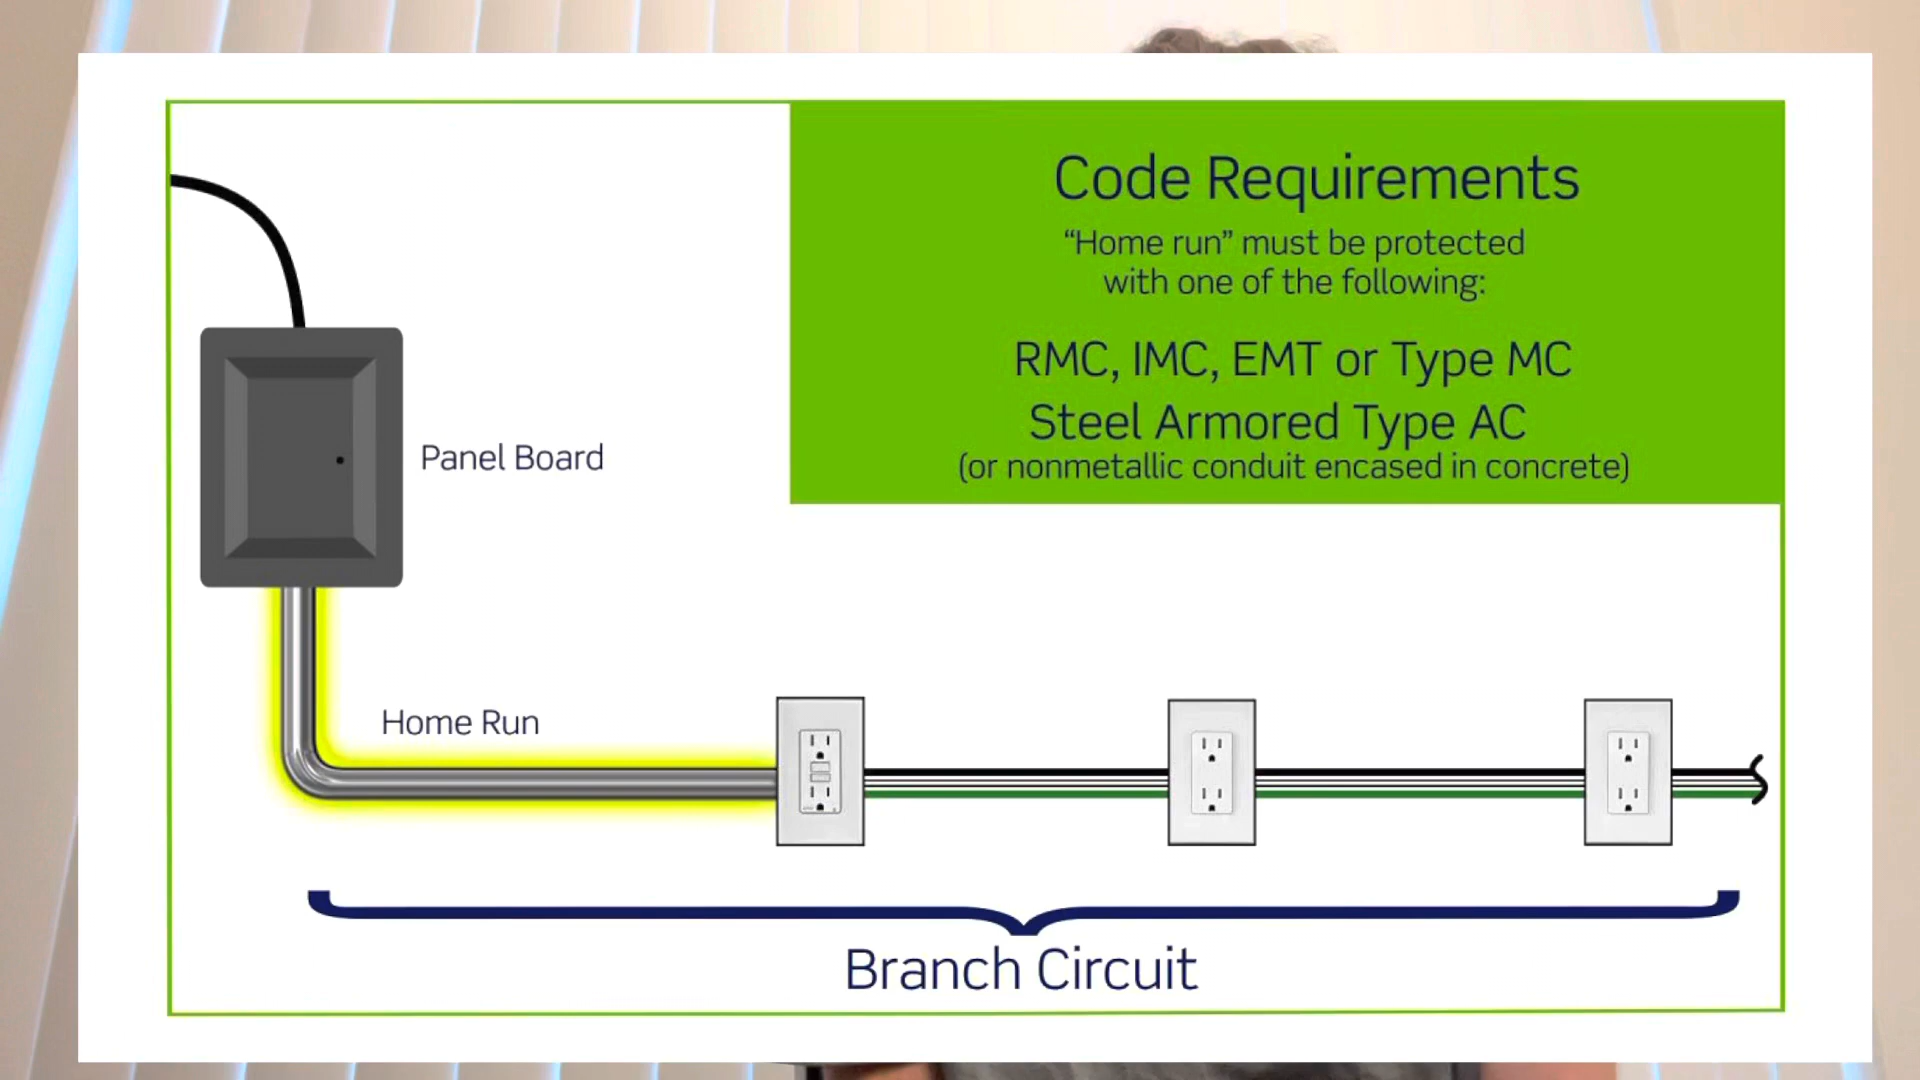 Code Requirements
“Home run” must be protected
with one of the following:
RMC, IMC, EMT or Type MC
Steel Armored Type AC
(or nonmetallic conduit encased in concrete)
Panel Board
Home Run
Branch Circuit